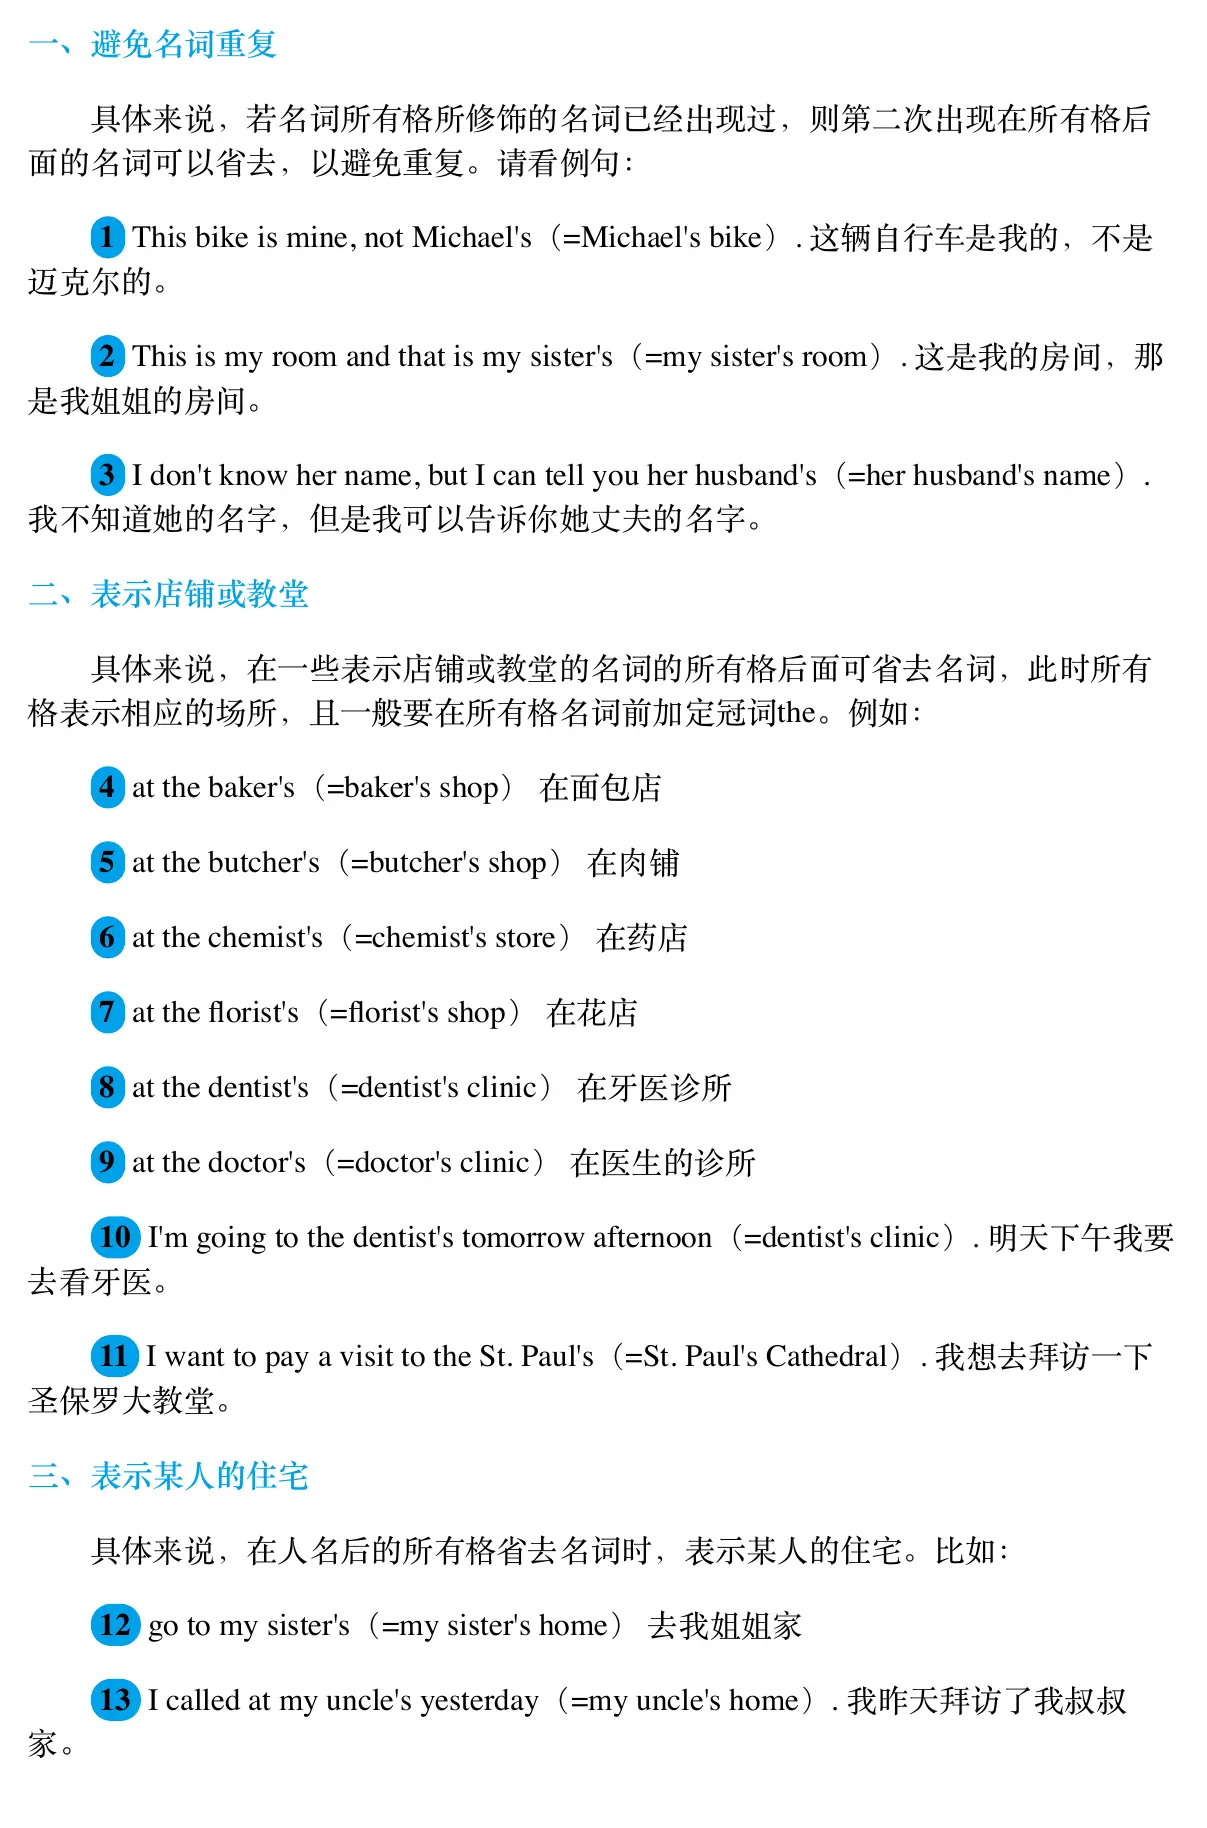 一、避免名词重复
具体来说，若名词所有格所修饰的名词已经出现过，则第二次出现在所有格后
面的名词可以省去，以避免重复。请看例句：
1 This bike is mine, not Michael's（=Michael's bike）. 这辆自行车是我的，不是
迈克尔的。
2 This is my room and that is my sister's（=my sister's room）. 这是我的房间，那
是我姐姐的房间。
3 I don't know her name, but I can tell you her husband's（=her husband's name）.
我不知道她的名字，但是我可以告诉你她丈夫的名字。
二、表示店铺或教堂
具体来说，在一些表示店铺或教堂的名词的所有格后面可省去名词，此时所有
格表示相应的场所，且一般要在所有格名词前加定冠词the。例如：
4 at the baker's（=baker's shop） 在面包店
5 at the butcher's（=butcher's shop） 在肉铺
6 at the chemist's（=chemist's store） 在药店
7 at the florist's（=florist's shop） 在花店
8 at the dentist's（=dentist's clinic） 在牙医诊所
9 at the doctor's（=doctor's clinic） 在医生的诊所
10 I'm going to the dentist's tomorrow afternoon（=dentist's clinic）. 明天下午我要
去看牙医。
11 I want to pay a visit to the St. Paul's（=St. Paul's Cathedral）. 我想去拜访一下
圣保罗大教堂。
三、表示某人的住宅
具体来说，在人名后的所有格省去名词时，表示某人的住宅。比如：
12 go to my sister's（=my sister's home） 去我姐姐家
13 I called at my uncle's yesterday（=my uncle's home）. 我昨天拜访了我叔叔
家。